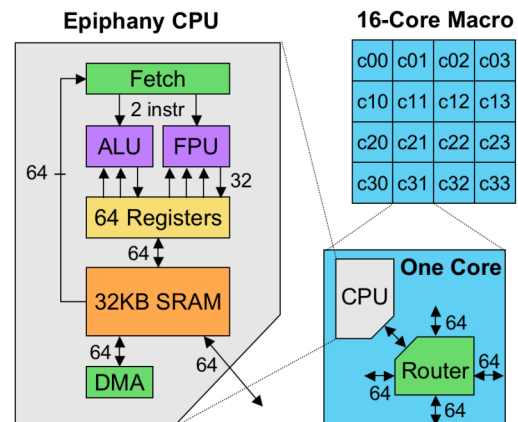 Epiphany CPU
Fetch
2 instr
ALU
FPU
64
32
64 Registers
64
32KB SRAM
64
64
DMA
16-Core Macro
c00 c01 c02 c03
c10 c11 c12 c13
c20 c21 c22 c23
c30 c31 c32 c33
One Core
CPU
64
Router
64
64
64